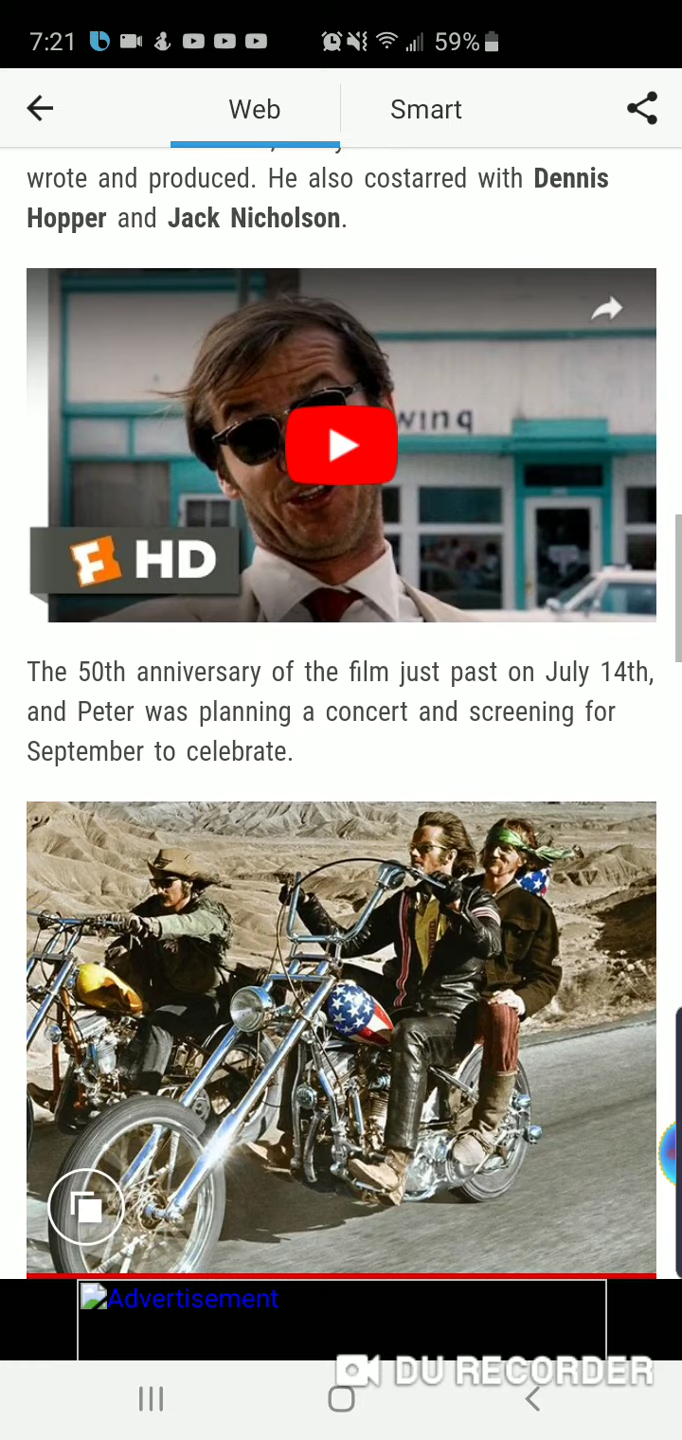 7:21
59%
Web
Smart
wrote and produced. He also costarred with Dennis
Hopper and Jack Nicholson.
wing
F HD
The 50th anniversary of the film just past on July 14th,
and Peter was planning a concert and screening for
September to celebrate.
Advertisement
DU RECORDER